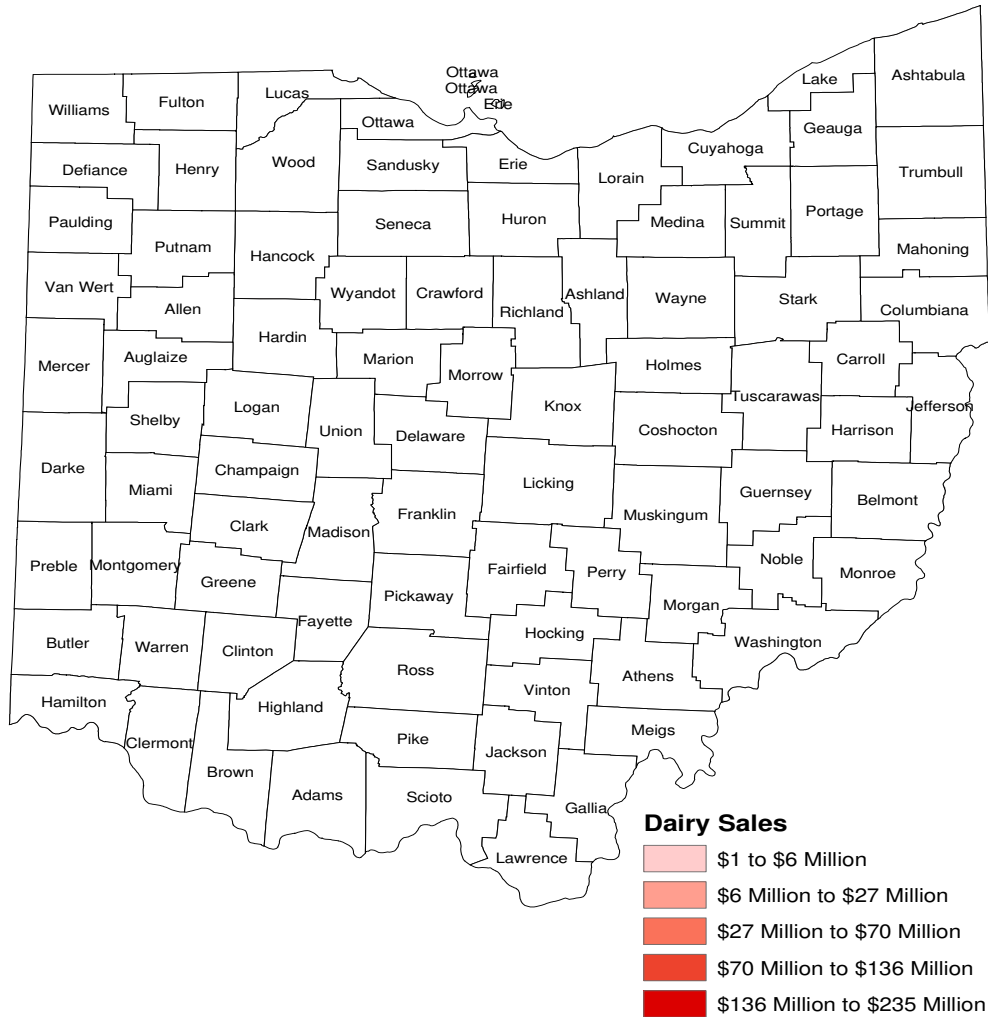 Ottawa
Ottawa
Erie
Lake
Ashtabula
Williams
Fulton
Lucas
Ottawa
Geauga
Cuyahoga
Defiance
Henry
Wood
Sandusky
Erie
Lorain
Trumbull
Paulding
Seneca
Huron
Medina
Summit
Portage
Putnam
Hancock
Mahoning
Van Wert
Allen
Wyandot
Crawford
Richland
Ashland
Wayne
Stark
Columbiana
Mercer
Auglaize
Hardin
Marion
Morrow
Holmes
Carroll
Tuscarawas
Jefferson
Shelby
Logan
Union
Delaware
Knox
Coshocton
Harrison
Darke
Miami
Champaign
Licking
Guernsey
Belmont
Clark
Madison
Franklin
Muskingum
Preble
Montgomery
Greene
Pickaway
Fairfield
Perry
Noble
Monroe
Fayette
Morgan
Butler
Warren
Clinton
Ross
Hocking
Athens
Washington
Hamilton
Highland
Vinton
Meigs
Clermont
Brown
Pike
Jackson
Adams
Scioto
Gallia
Lawrence
Dairy Sales
$1 to $6 Million
$6 Million to $27 Million
$27 Million to $70 Million
$70 Million to $136 Million
$136 Million to $235 Million